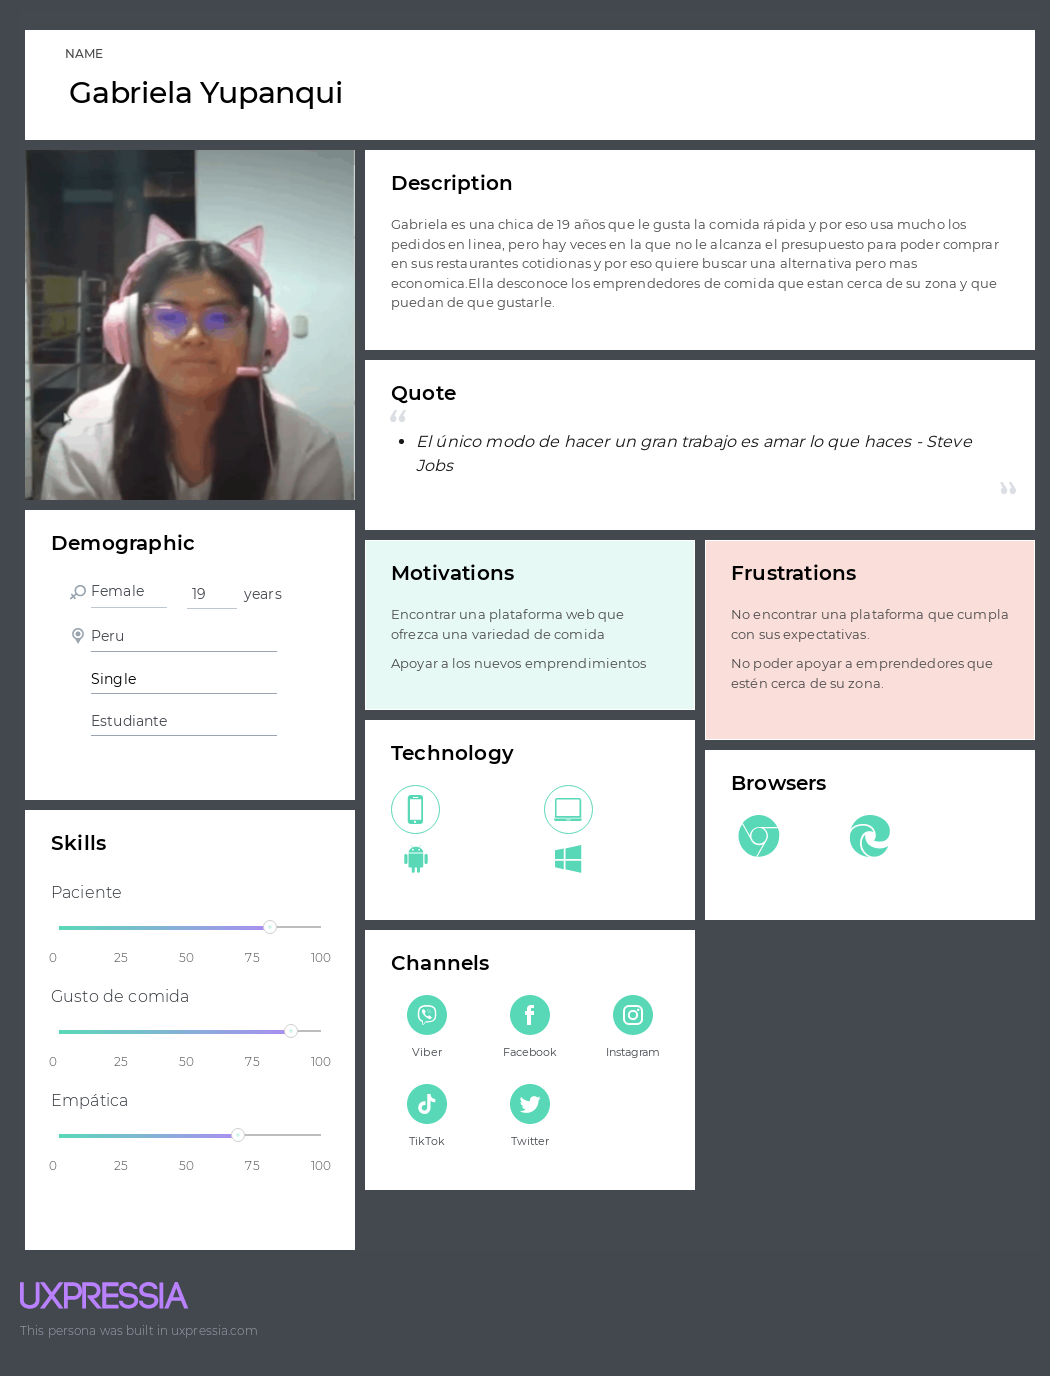 NAME
Gabriela Yupanqui
Description
Gabriela es una chica de 19 años que le gusta la comida rápida y por eso usa mucho los
pedidos en linea, pero hay veces en la que no le alcanza el presupuesto para poder comprar
en sus restaurantes cotidionas y por eso quiere buscar una alternativa pero mas
economica.Ella desconoce los emprendedores de comida que estan cerca de su zona y que
puedan de que gustarle.
Quote
“
• El único modo de hacer un gran trabajo es amar lo que haces - Steve
Jobs
”
Demographic
Female 19 years
Peru
Single
Estudiante
Motivations
Encontrar una plataforma web que
ofrezca una variedad de comida
Apoyar a los nuevos emprendimientos
Frustrations
No encontrar una plataforma que cumpla
con sus expectativas.
No poder apoyar a emprendedores que
estén cerca de su zona.
Technology
Browsers
Skills
Paciente
0 25 50 75 100
Gusto de comida
0 25 50 75 100
Empática
0 25 50 75 100
Channels
Viber Facebook Instagram
TikTok Twitter
UXPRESSIA
This persona was built in uxpressia.com